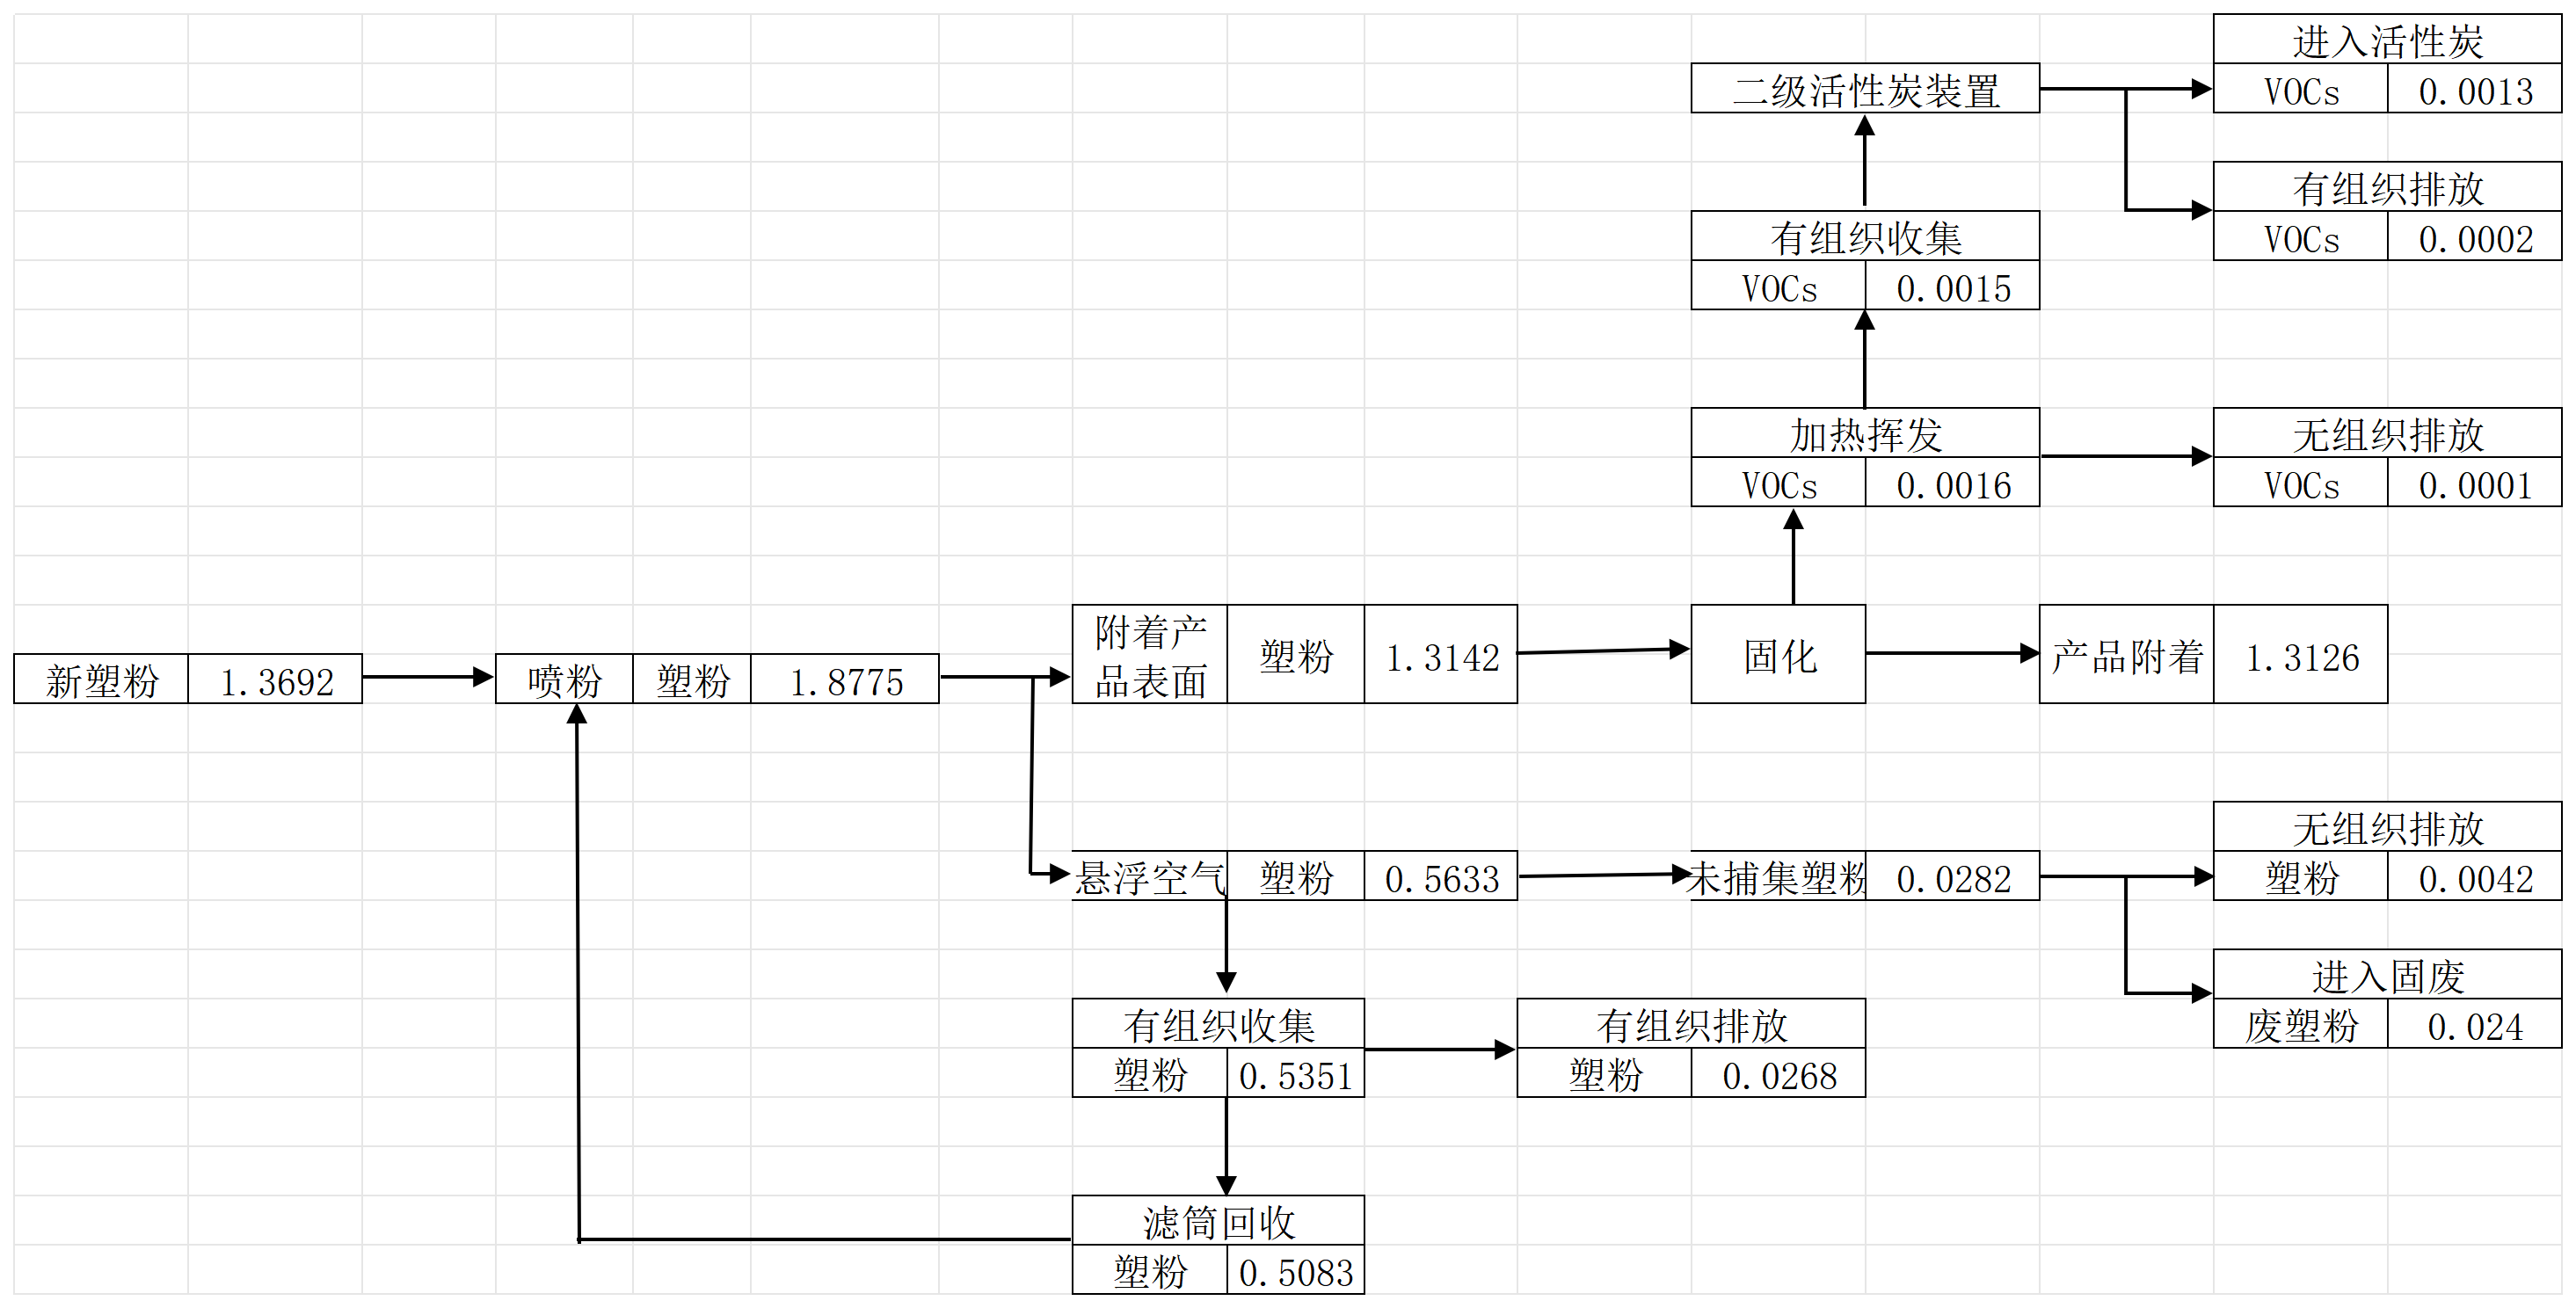 进入活性炭
二级活性炭装置
VOCs 0.0013
有组织排放
有组织收集
VOCs 0.0002
VOCs 0.0015
加热挥发
无组织排放
VOCs 0.0016
VOCs 0.0001
新塑粉 1.3692
喷粉 塑粉 1.8775
附着产
品表面
塑粉 1.3142
固化
产品附着 1.3126
无组织排放
悬浮空气 塑粉 0.5633
未捕集塑粉 0.0282
塑粉 0.0042
进入固废
有组织收集
有组织排放
废塑粉 0.024
塑粉 0.5351
塑粉 0.0268
滤筒回收
塑粉 0.5083